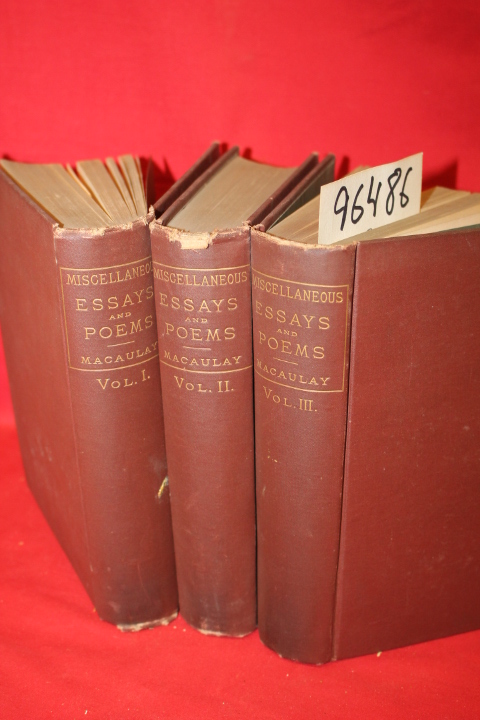 96486
MISCELLANEOUS
ESSAYS
AND
POEMS
MACAULAY
VOL. I.
MISCELLANEOUS
ESSAYS
AND
POEMS
MACAULAY
VOL. II.
MISCELLANEOUS
ESSAYS
AND
POEMS
MACAULAY
VOL. III.